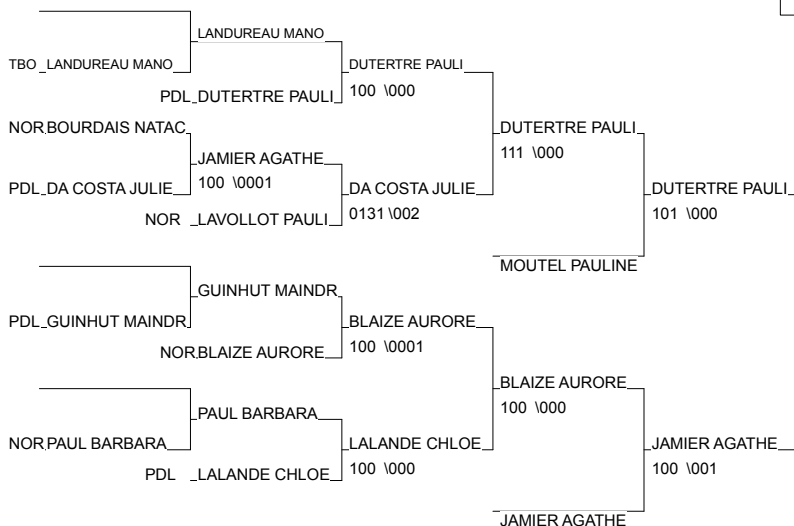 LANDUREAU MANO
TBO LANDUREAU MANO
DUTERTRE PAULI
PDL DUTERTRE PAULI
100 \000
NOR BOURDAIS NATAC
DUTERTRE PAULI
111 \000
JAMIER AGATHE
100 \0001
PDL DA COSTA JULIE
DA COSTA JULIE
0131 \002
DUTERTRE PAULI
101 \000
NOR LAVOLLOT PAULI
MOUTEL PAULINE
GUINHUT MAINDR
PDL GUINHUT MAINDR
BLAIZE AURORE
100 \0001
NOR BLAIZE AURORE
BLAIZE AURORE
100 \000
PAUL BARBARA
NOR PAUL BARBARA
LALANDE CHLOE
100 \000
JAMIER AGATHE
100 \001
PDL LALANDE CHLOE
JAMIER AGATHE